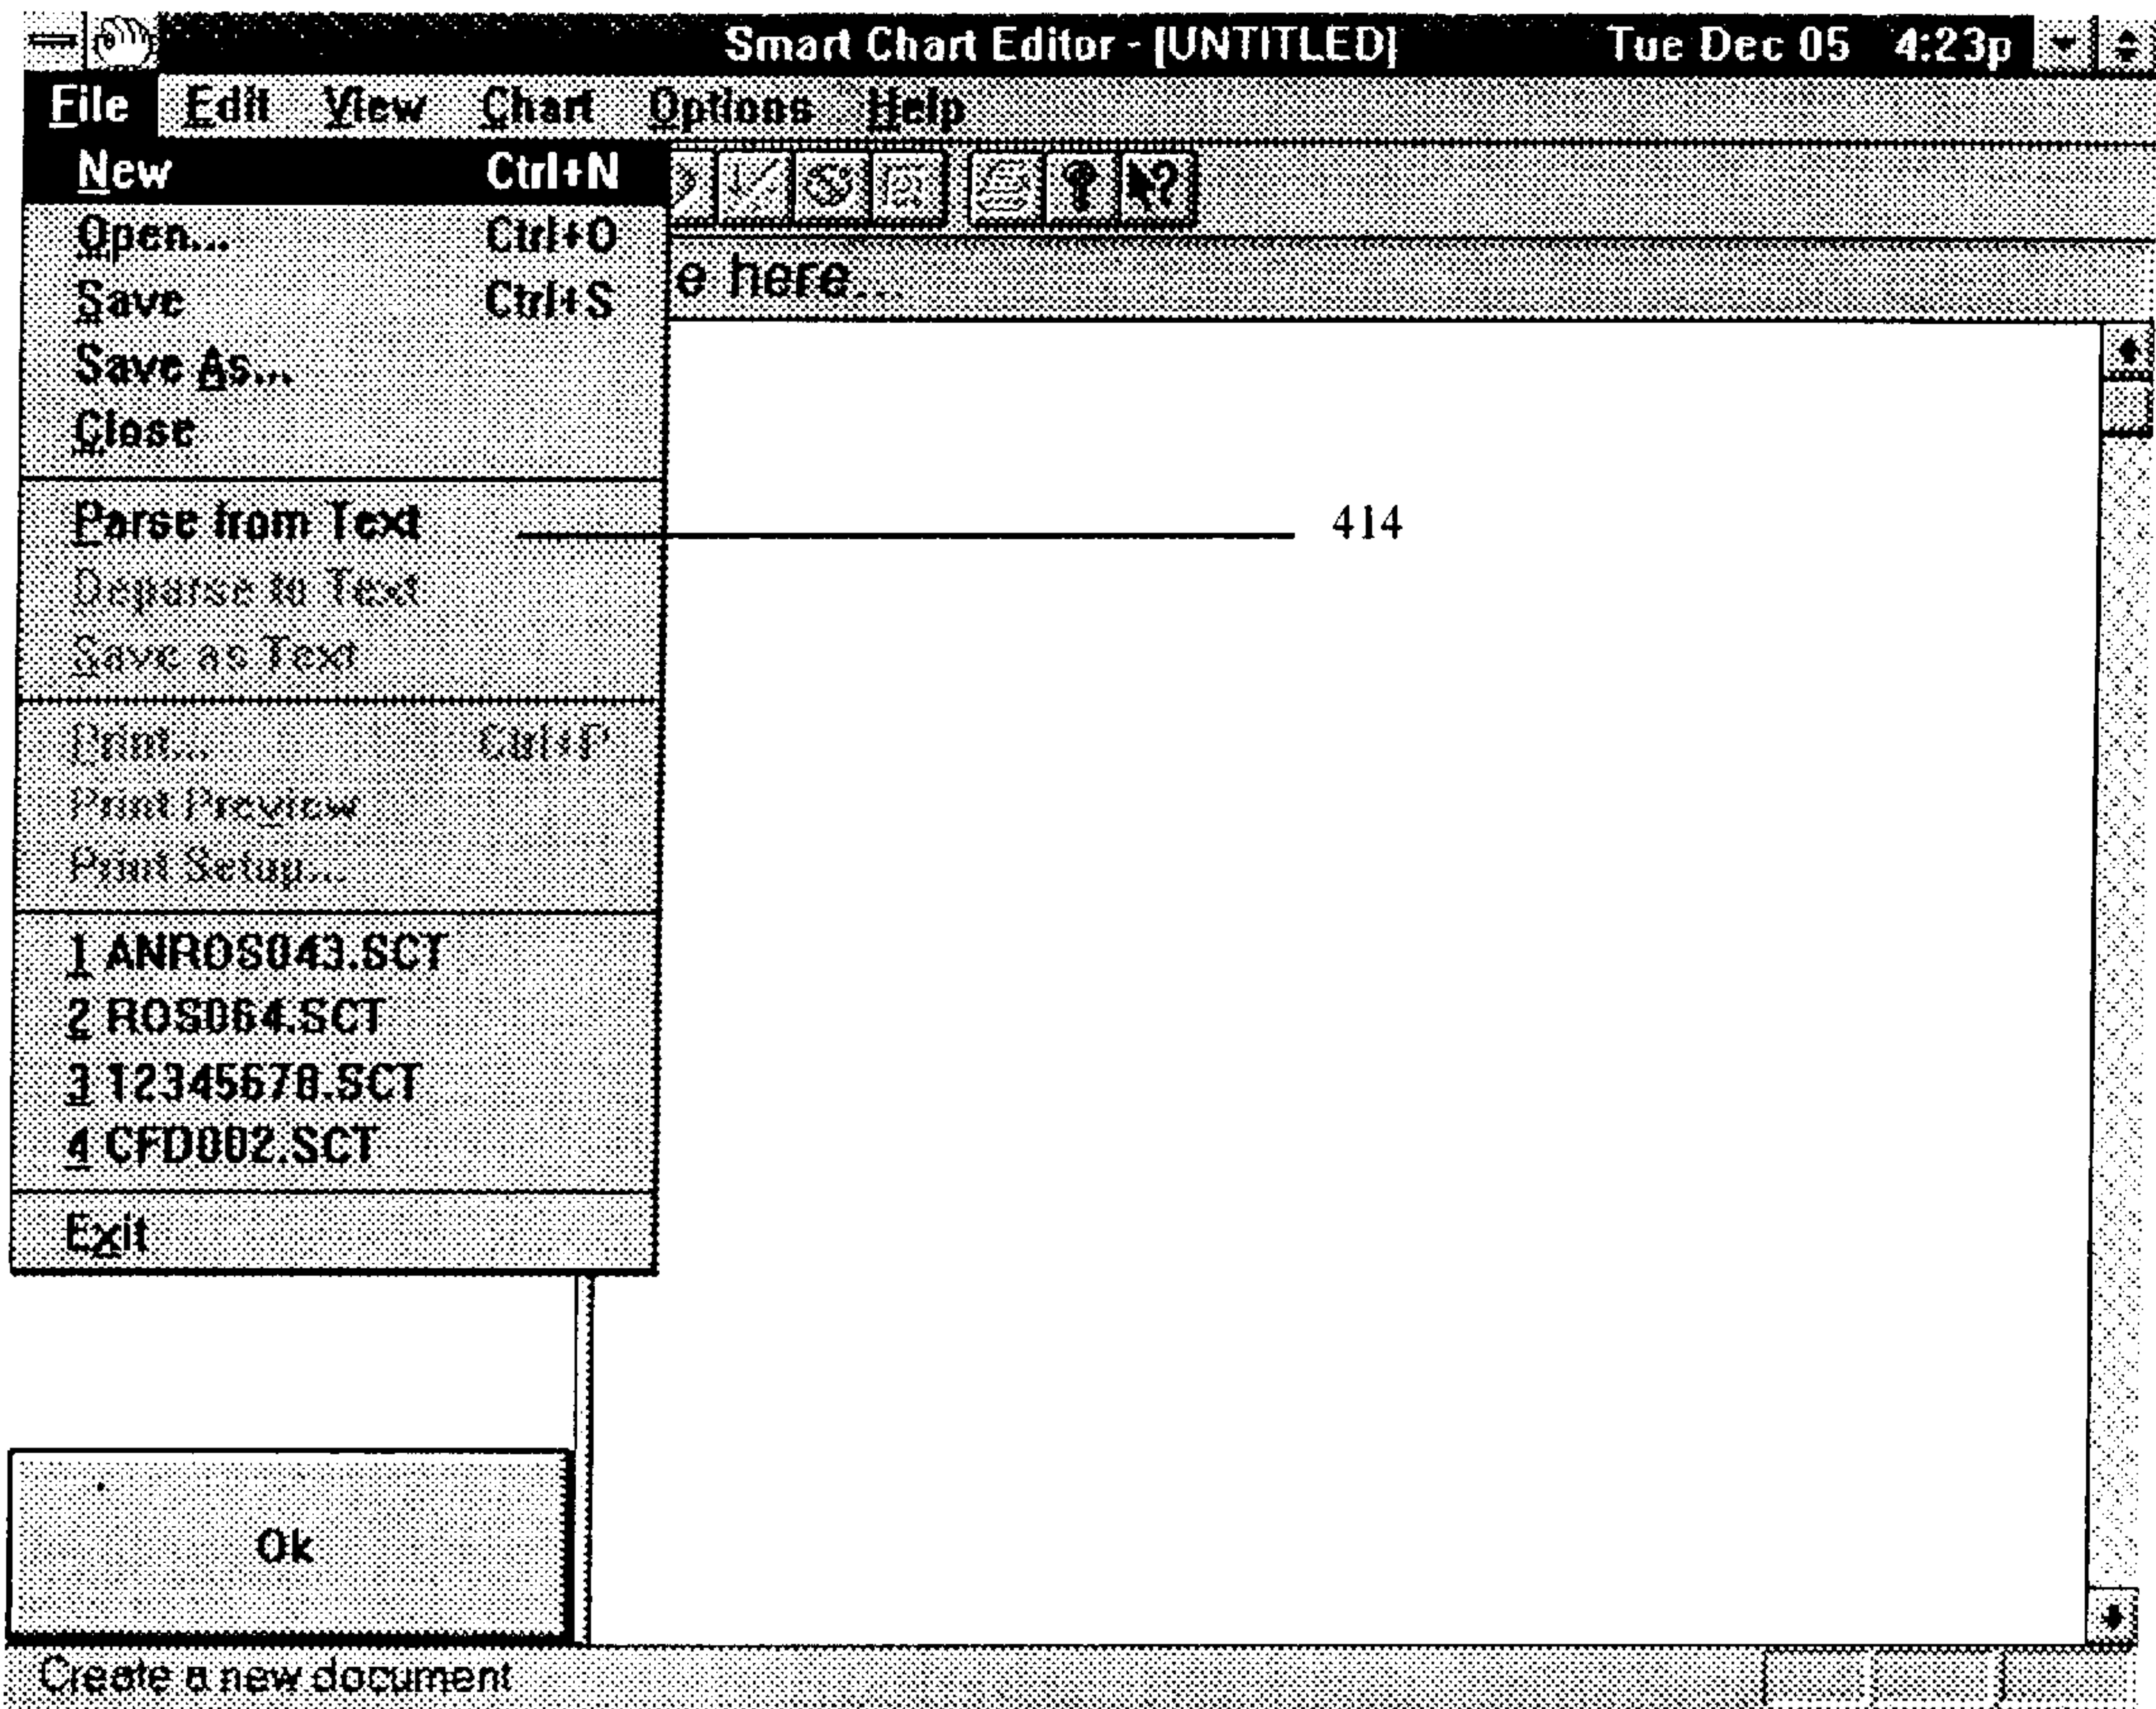 Smart Chart Editor - [UNTITLED] Tue Dec 05 4:23p
File Edit View Chart Options Help
New Ctrl+N
Open... Ctrl+O
e here...
Save Ctrl+S
Save As...
Close
Parse from Text 414
Deparse to Text
Save as Text
Print... Ctrl+P
Print Preview
Print Setup...
1 ANROS043.SCT
2 ROS064.SCT
3 12345678.SCT
4 CFD002.SCT
Exit
Ok
Create a new document